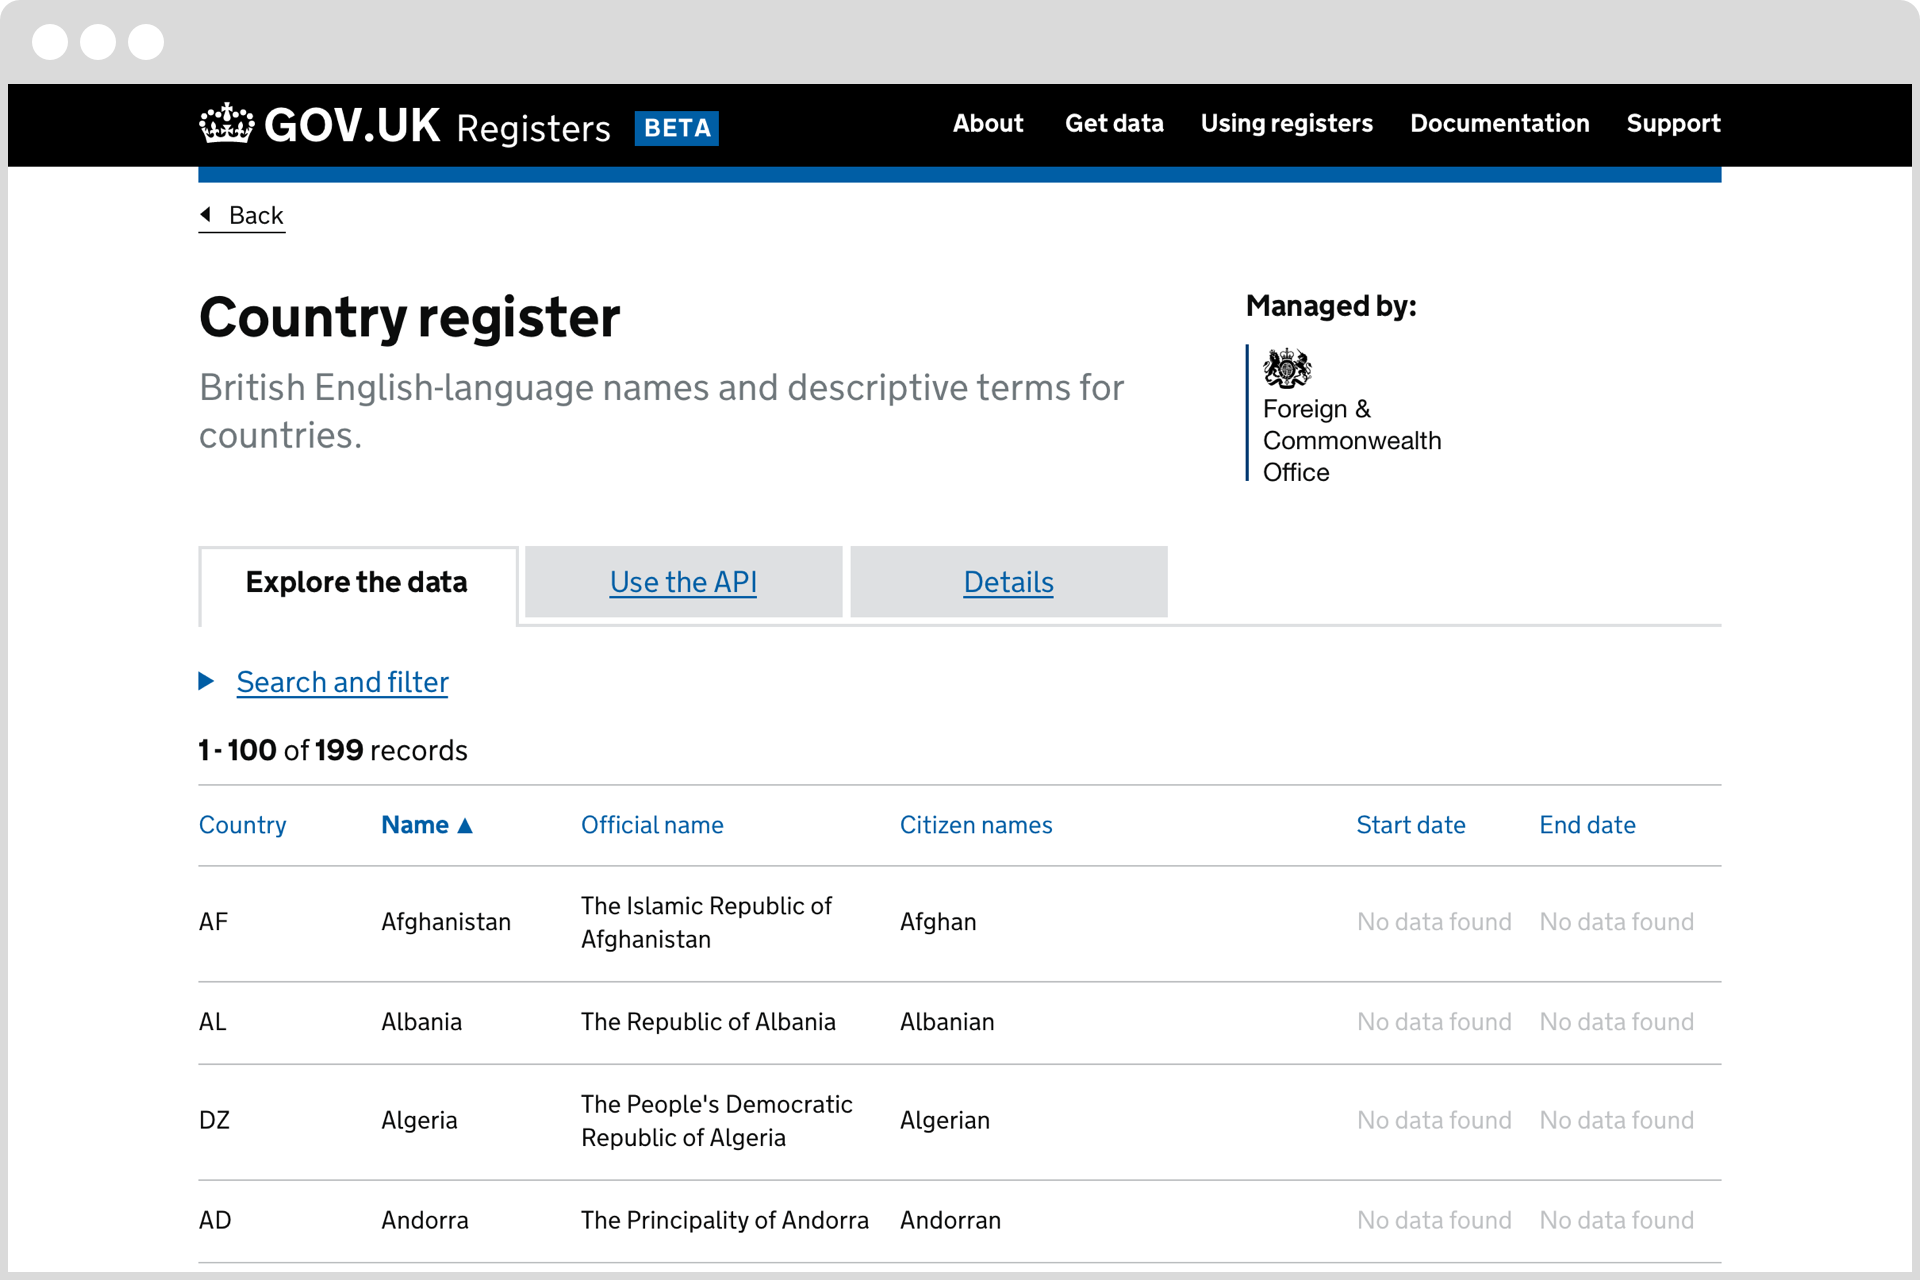 GOV.UK Registers BETA About Get data Using registers Documentation Support
Back
Country register
British English-language names and descriptive terms for
countries.
Managed by:
Foreign &
Commonwealth
Office
Explore the data Use the API Details
Search and filter
1 - 100 of 199 records
Country Name ▲ Official name Citizen names Start date End date
AF Afghanistan The Islamic Republic of
Afghanistan Afghan No data found No data found
AL Albania The Republic of Albania Albanian No data found No data found
DZ Algeria The People's Democratic
Republic of Algeria Algerian No data found No data found
AD Andorra The Principality of Andorra Andorran No data found No data found